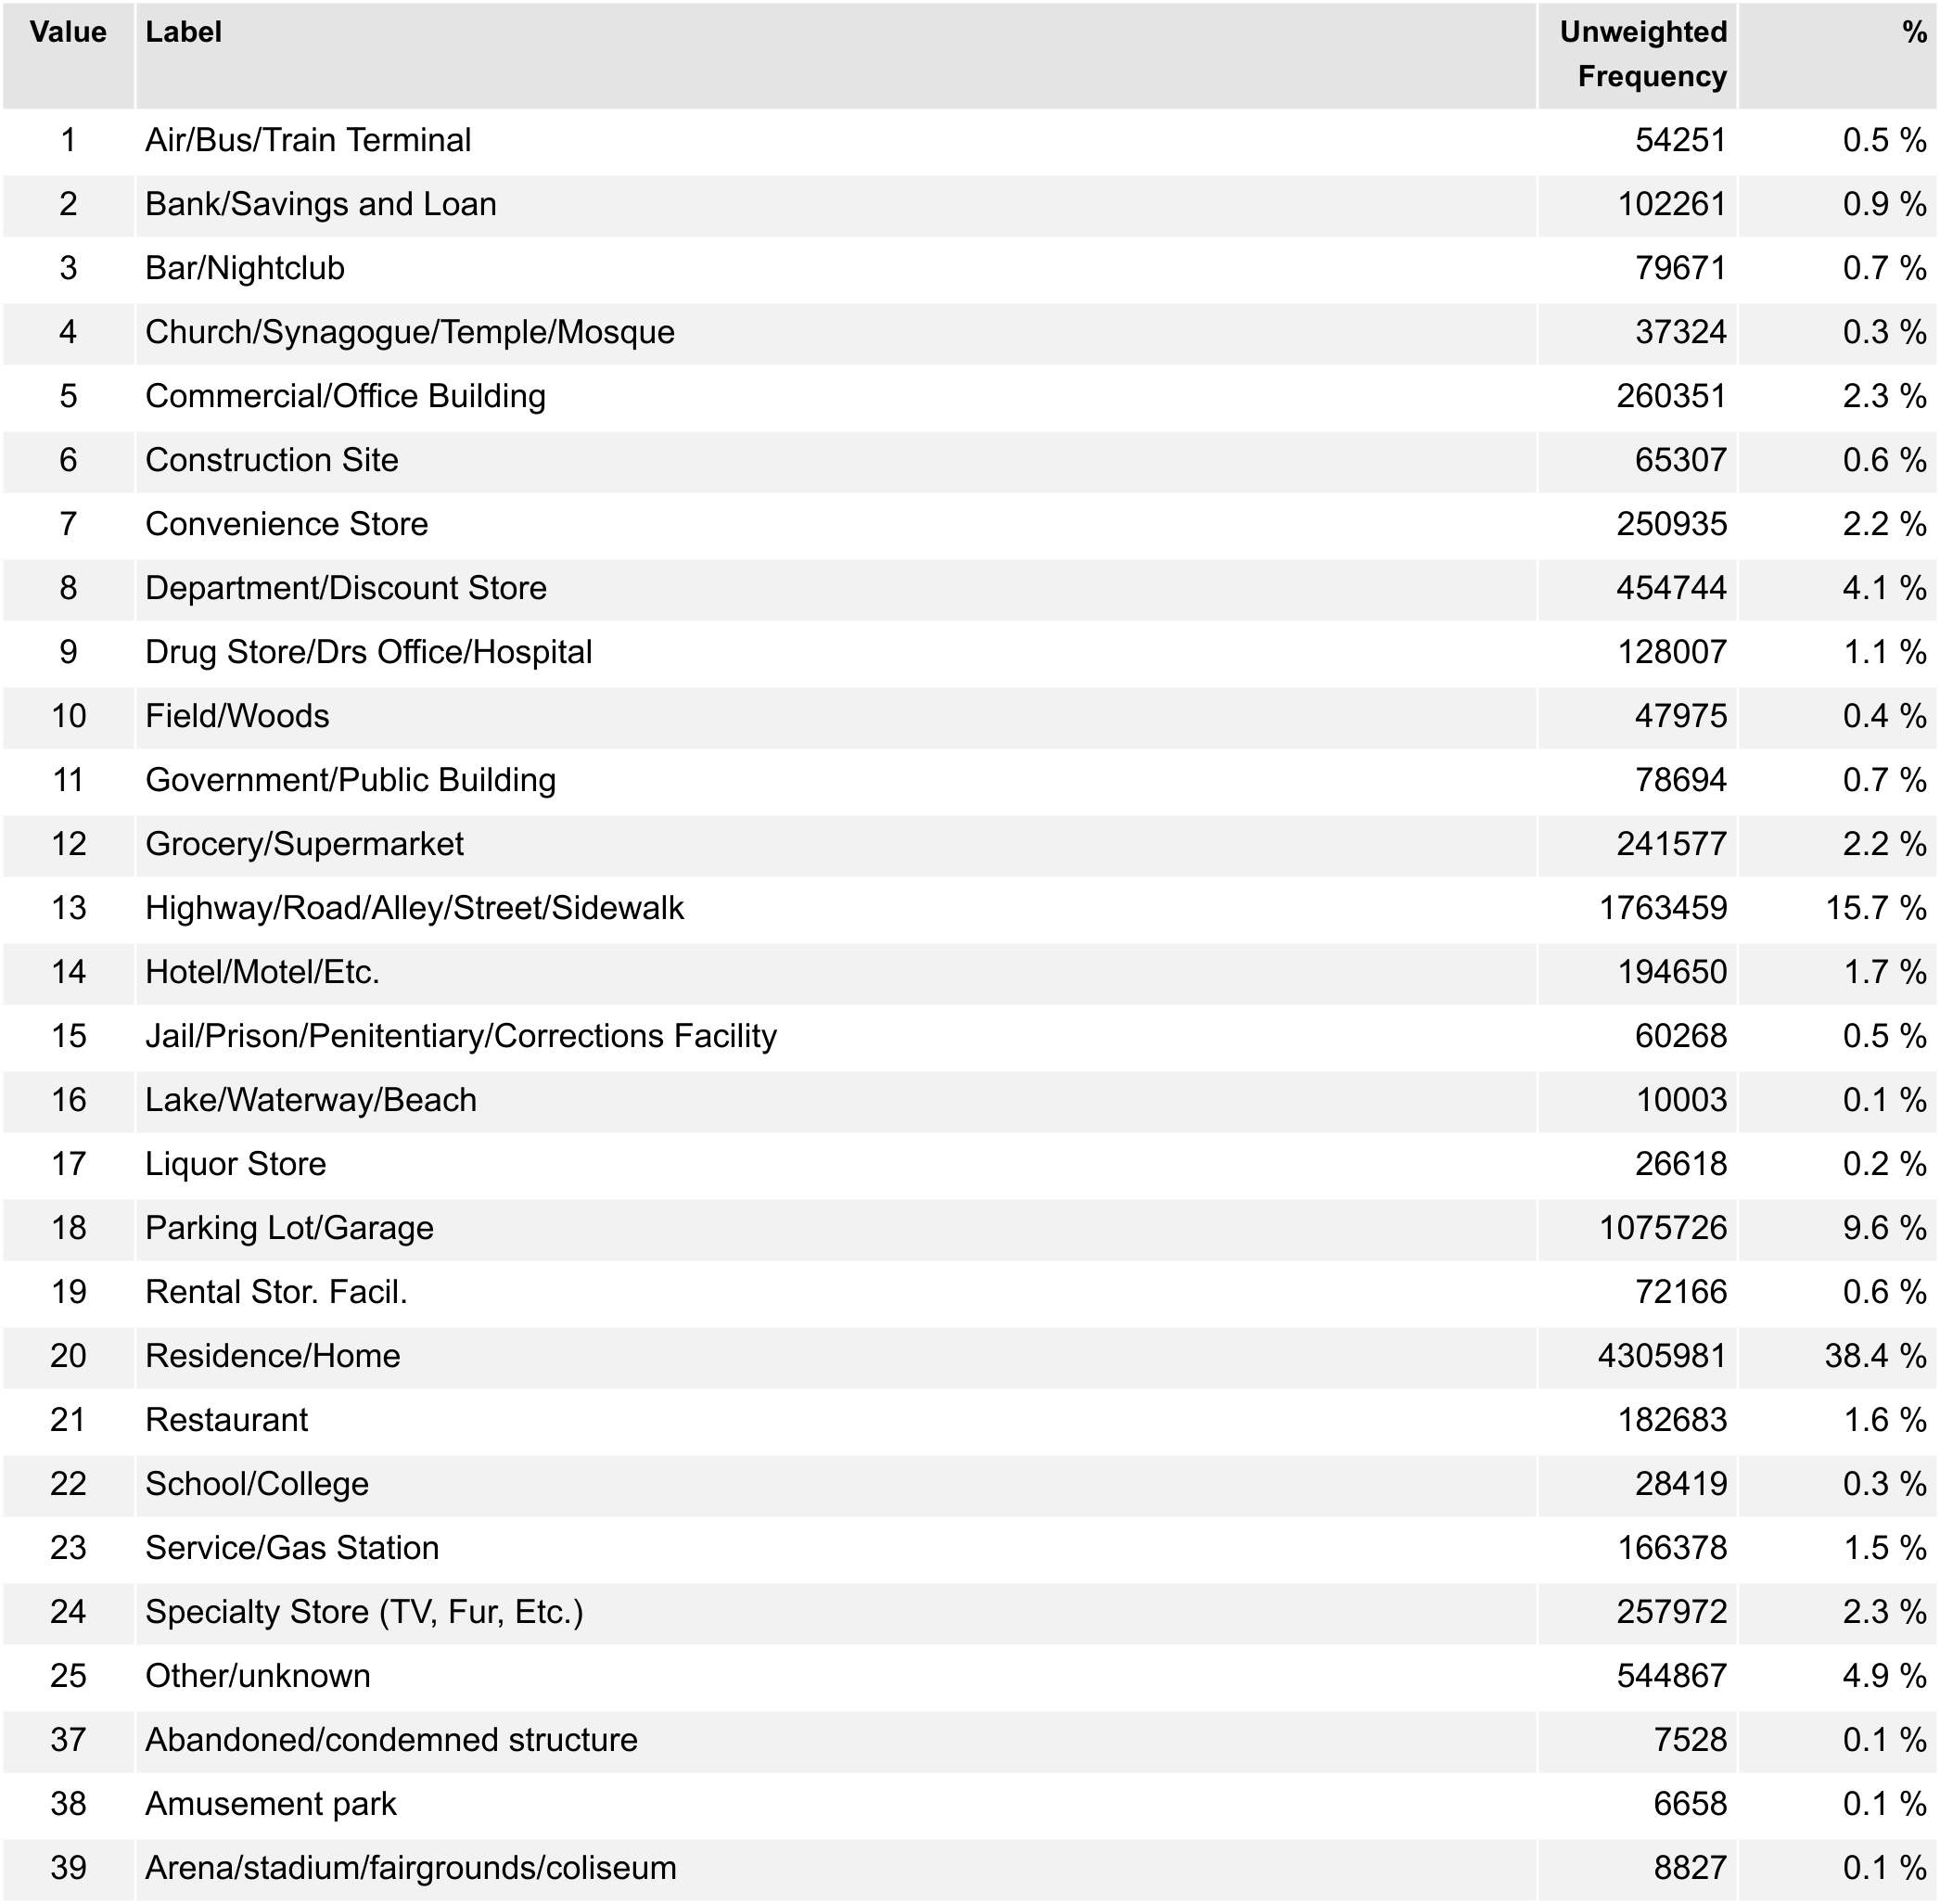 Value Label Unweighted Frequency %
1 Air/Bus/Train Terminal 54251 0.5 %
2 Bank/Savings and Loan 102261 0.9 %
3 Bar/Nightclub 79671 0.7 %
4 Church/Synagogue/Temple/Mosque 37324 0.3 %
5 Commercial/Office Building 260351 2.3 %
6 Construction Site 65307 0.6 %
7 Convenience Store 250935 2.2 %
8 Department/Discount Store 454744 4.1 %
9 Drug Store/Drs Office/Hospital 128007 1.1 %
10 Field/Woods 47975 0.4 %
11 Government/Public Building 78694 0.7 %
12 Grocery/Supermarket 241577 2.2 %
13 Highway/Road/Alley/Street/Sidewalk 1763459 15.7 %
14 Hotel/Motel/Etc. 194650 1.7 %
15 Jail/Prison/Penitentiary/Corrections Facility 60268 0.5 %
16 Lake/Waterway/Beach 10003 0.1 %
17 Liquor Store 26618 0.2 %
18 Parking Lot/Garage 1075726 9.6 %
19 Rental Stor. Facil. 72166 0.6 %
20 Residence/Home 4305981 38.4 %
21 Restaurant 182683 1.6 %
22 School/College 28419 0.3 %
23 Service/Gas Station 166378 1.5 %
24 Specialty Store (TV, Fur, Etc.) 257972 2.3 %
25 Other/unknown 544867 4.9 %
37 Abandoned/condemned structure 7528 0.1 %
38 Amusement park 6658 0.1 %
39 Arena/stadium/fairgrounds/coliseum 8827 0.1 %